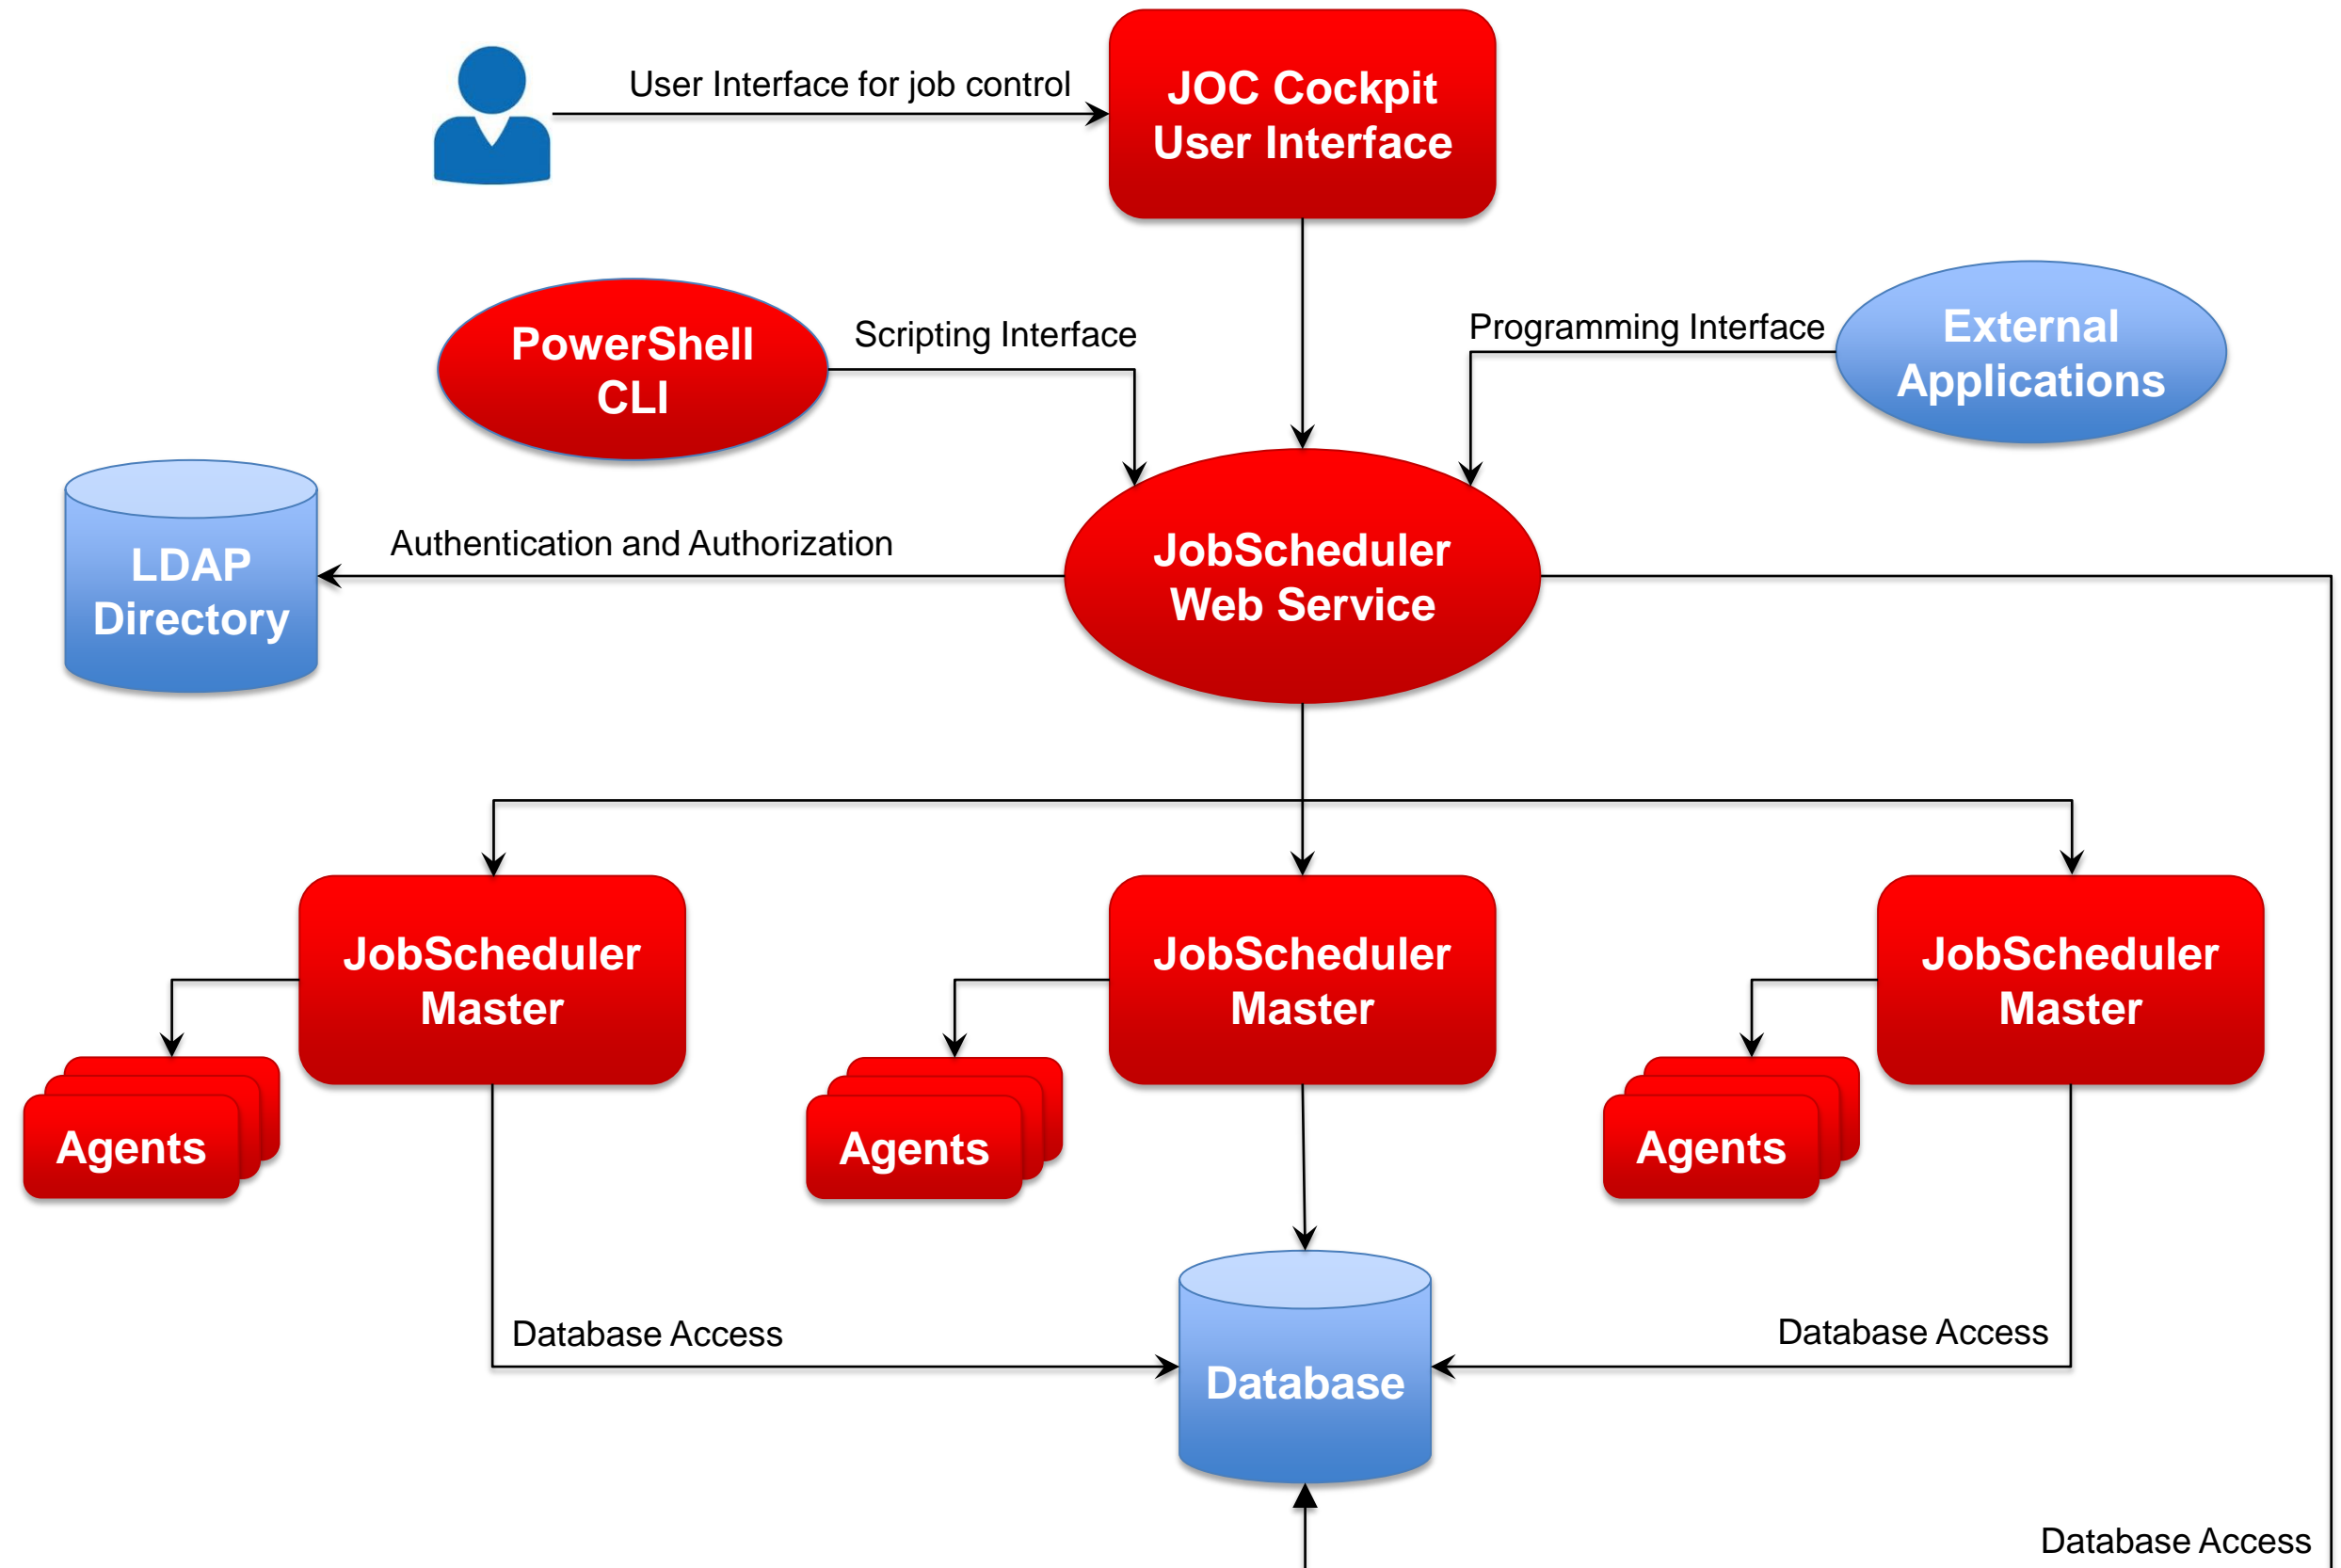 User Interface for job control
JOC Cockpit
User Interface
PowerShell
CLI
Scripting Interface
Programming Interface
External
Applications
LDAP
Directory
Authentication and Authorization
JobScheduler
Web Service
JobScheduler
Master
JobScheduler
Master
JobScheduler
Master
Agents
Agents
Agents
Database Access
Database
Database Access
Database Access